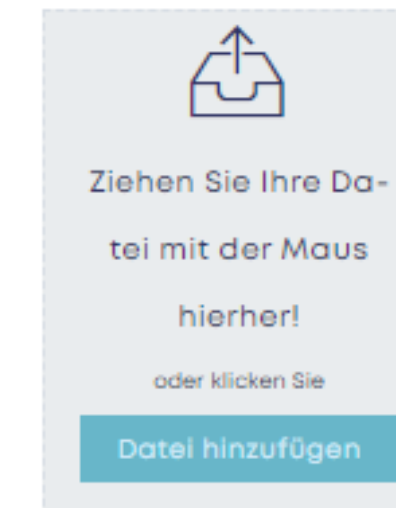 Ziehen Sie Ihre Da-
tei mit der Maus
hierher!
oder klicken Sie
Datei hinzufügen